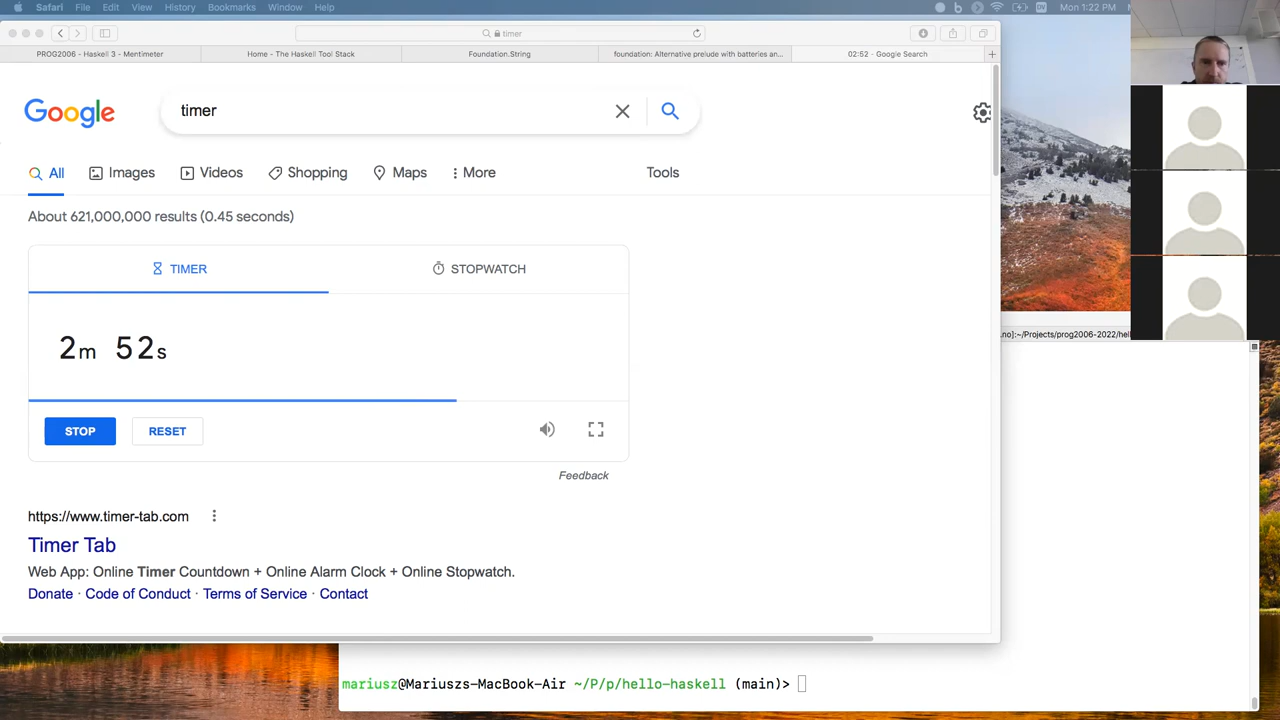 Safari File Edit View History Bookmarks Window Help Mon 1:22 PM
timer
PROG2006 - Haskell 3 - Mentimeter Home - The Haskell Tool Stack Foundation.String foundation: Alternative prelude with batteries an... 02:52 - Google Search
Google timer
All Images Videos Shopping Maps More Tools
About 621,000,000 results (0.45 seconds)
TIMER STOPWATCH
2m 52s
STOP RESET
Feedback
https://www.timer-tab.com
Timer Tab
Web App: Online Timer Countdown + Online Alarm Clock + Online Stopwatch.
Donate · Code of Conduct · Terms of Service · Contact
no]:~/Projects/prog2006-2022/hel
mariusz@Mariuszs-MacBook-Air ~/P/p/hello-haskell (main)>